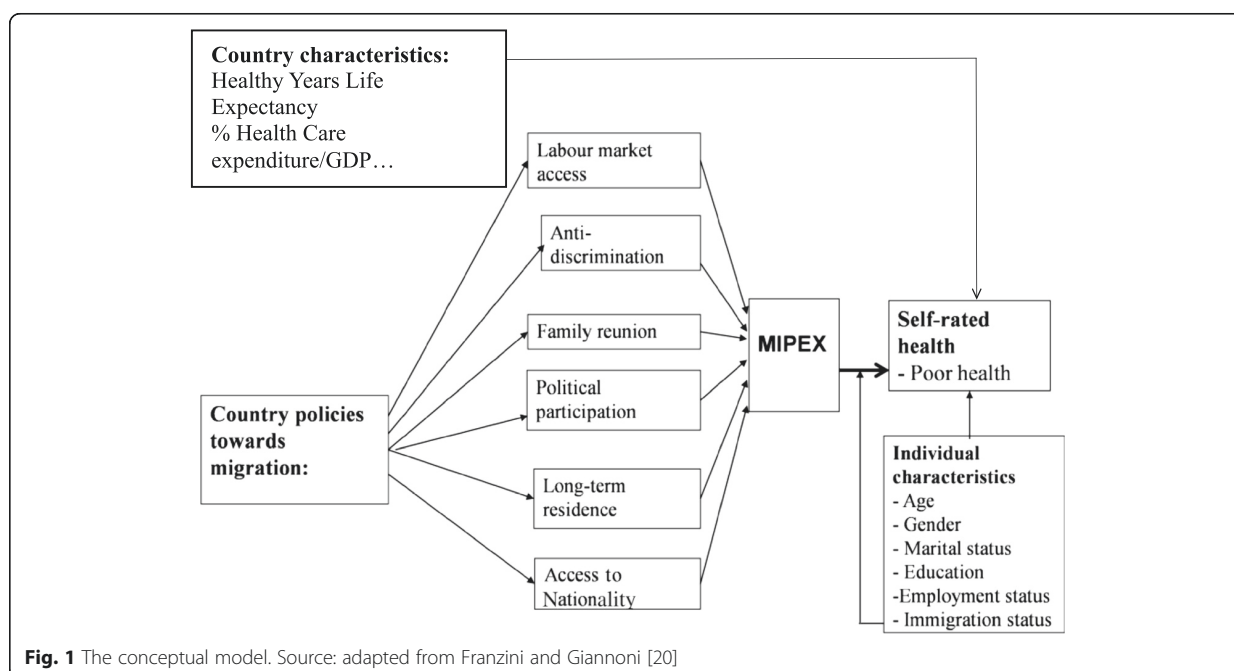 Country characteristics:
Healthy Years Life
Expectancy
% Health Care
expenditure/GDP…
Labour market
access
Anti-
discrimination
Family reunion
Political
participation
Long-term
residence
Access to
Nationality
Country policies
towards
migration:
MIPEX
Self-rated
health
- Poor health
Individual
characteristics
- Age
- Gender
- Marital status
- Education
-Employment status
- Immigration status
Fig. 1 The conceptual model. Source: adapted from Franzini and Giannoni [20]